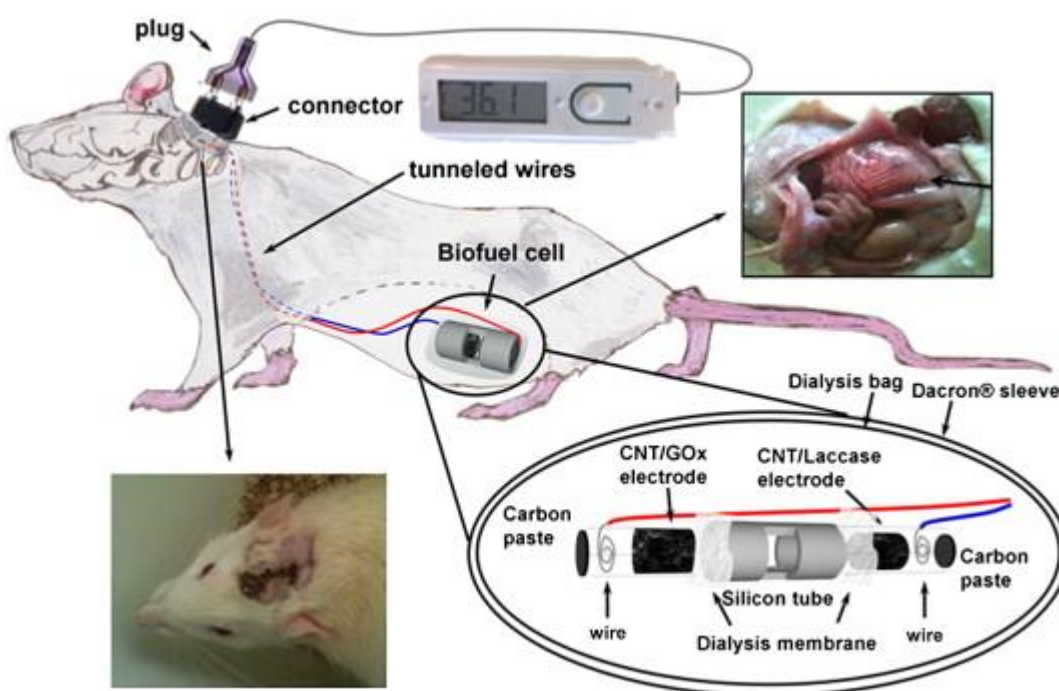 plug
connector
36.1
tunneled wires
Biofuel cell
Dialysis bag
Dacron® sleeve
CNT/GOx
electrode
CNT/Laccase
electrode
Carbon
paste
Carbon
paste
Silicon tube
wire
Dialysis membrane
wire